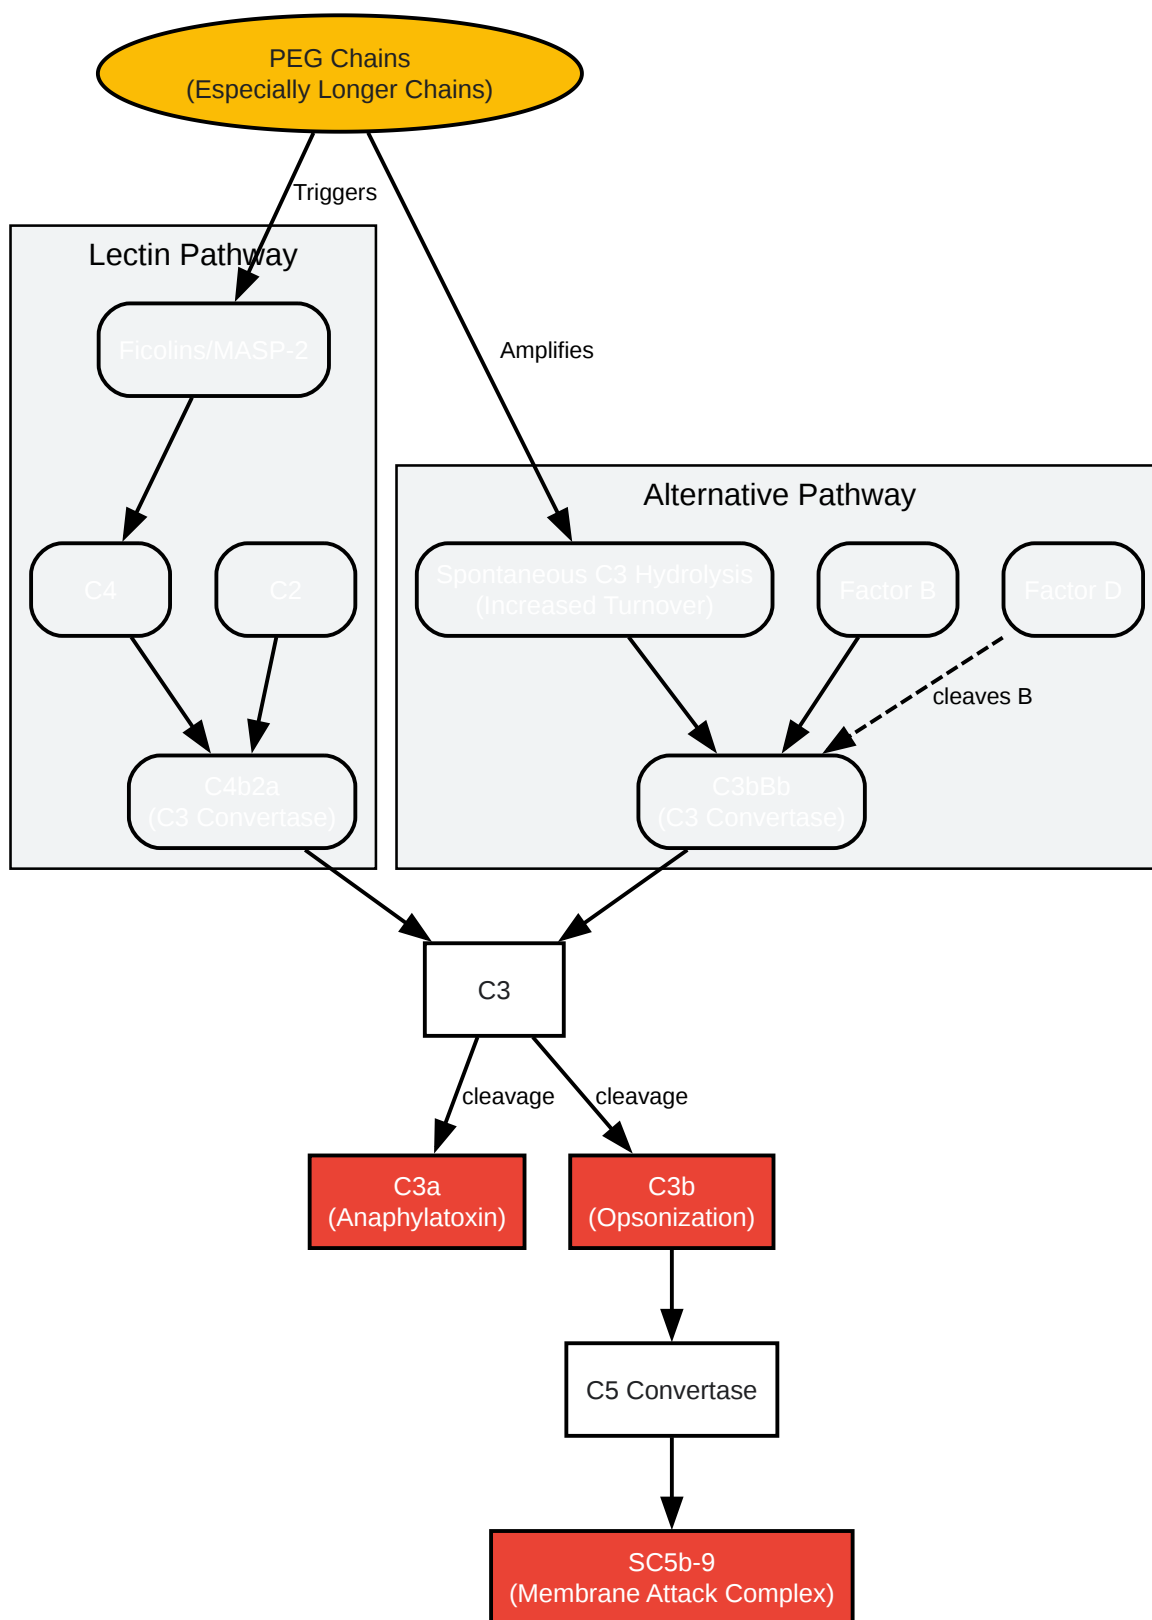 PEG Chains
(Especially Longer Chains)
Triggers
Lectin Pathway
Ficolins/MASP-2
Amplifies
Alternative Pathway
C4
C2
Spontaneous C3 Hydrolysis
(Increased Turnover)
Factor B
Factor D
cleaves B
C4b2a
(C3 Convertase)
C3bBb
(C3 Convertase)
C3
cleavage
cleavage
C3a
(Anaphylatoxin)
C3b
(Opsonization)
C5 Convertase
SC5b-9
(Membrane Attack Complex)